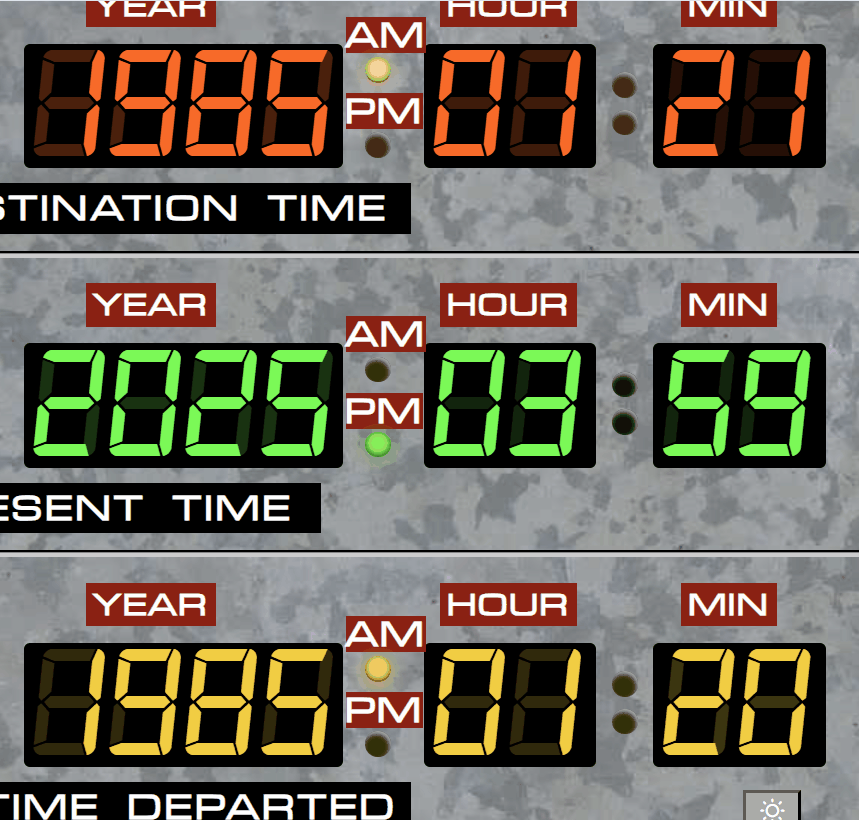 YEAR HOUR MIN
AM
1985 01 21
PM
STINATION TIME
YEAR HOUR MIN
AM
2025 03 59
PM
ESENT TIME
YEAR HOUR MIN
AM
1985 01 20
PM
TIME DEPARTED